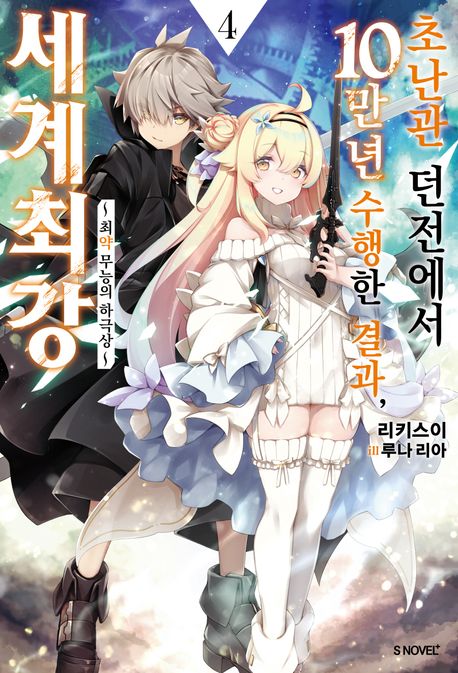 4
초난관 던전에서
10만 년 수행한 결과,
세계최강
~ 최약 무능의 하극상 ~
리키스이
ill 루나 리아
S NOVEL+